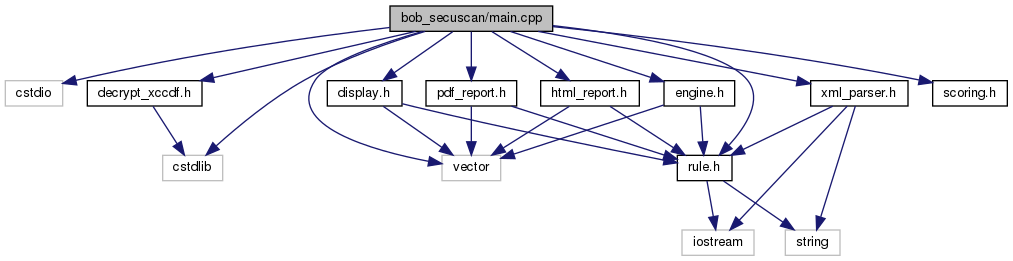 bob_secuscan/main.cpp
cstdio
decrypt_xccdf.h
display.h
pdf_report.h
html_report.h
engine.h
xml_parser.h
scoring.h
cstdlib
vector
rule.h
iostream
string